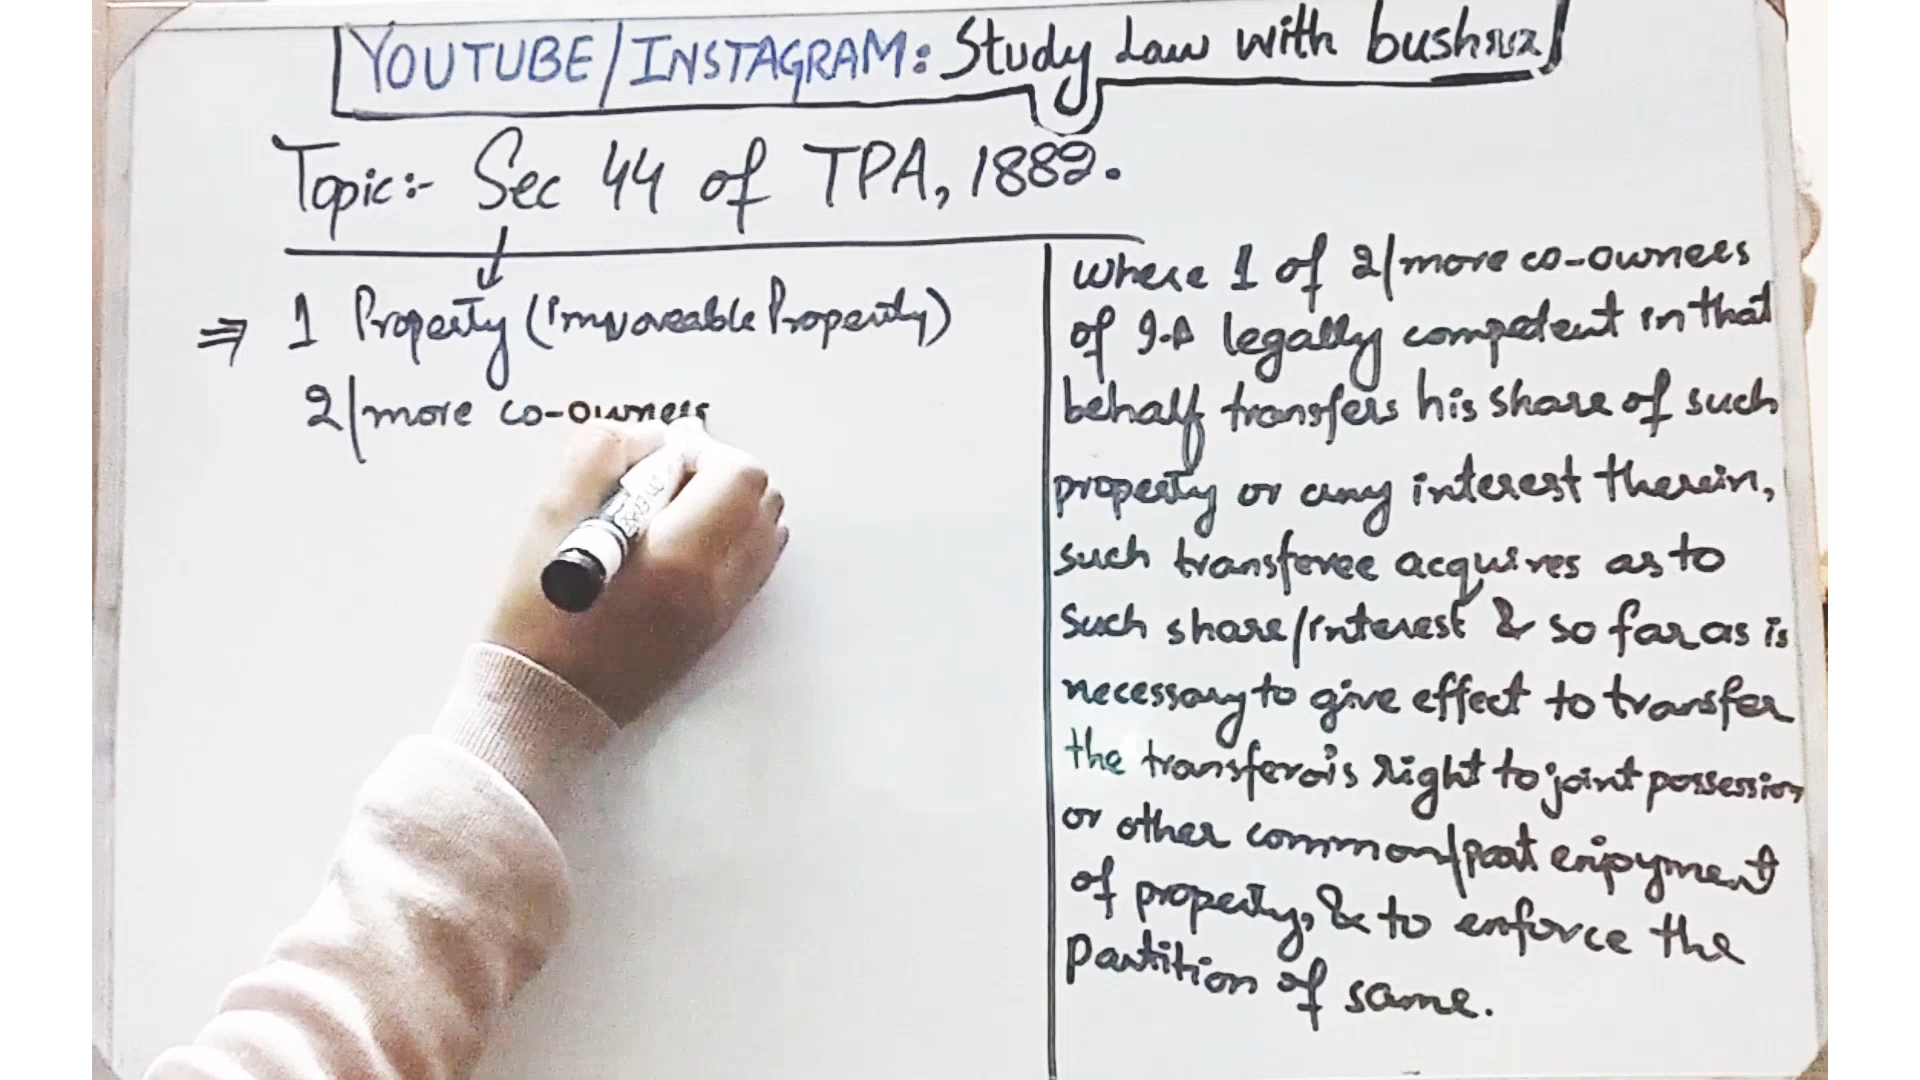 YOUTUBE/INSTAGRAM: Study Law with bushra
Topic:- Sec 44 of TPA, 1882.
⇒ 1 Property (Immoveable Property)
2/more co-owners
where 1 of 2/more co-owners
of I.P legally competent in that
behalf transfers his share of such
property or any interest therein,
such transferee acquires as to
such share/interest & so far as is
necessary to give effect to transfer
the transferor's right to joint possession
or other common/part enjoyment
of property, & to enforce the
partition of same.